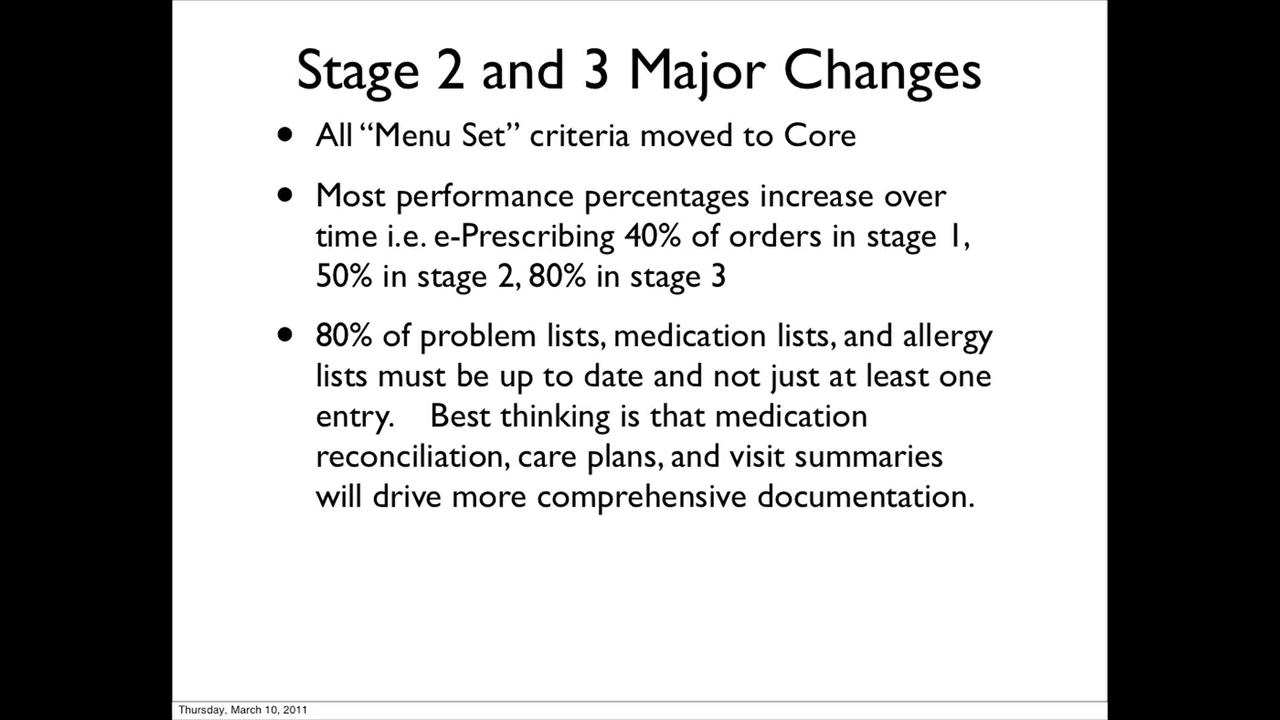 Stage 2 and 3 Major Changes
• All “Menu Set” criteria moved to Core
• Most performance percentages increase over
time i.e. e-Prescribing 40% of orders in stage 1,
50% in stage 2, 80% in stage 3
• 80% of problem lists, medication lists, and allergy
lists must be up to date and not just at least one
entry. Best thinking is that medication
reconciliation, care plans, and visit summaries
will drive more comprehensive documentation.
Thursday, March 10, 2011